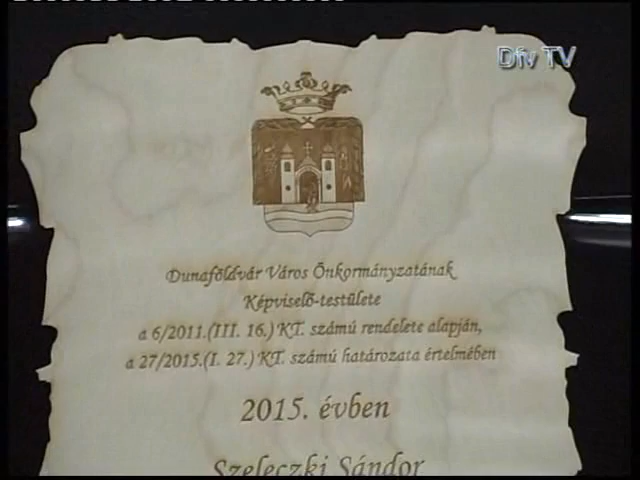 Dfv TV
Dunaföldvár Város Önkormányzatának
Képviselő-testülete
a 6/2011.(III. 16.) KT. számú rendelete alapján,
a 27/2015.(I. 27.) KT. számú határozata értelmében
2015. évben
Szeleczki Sándor